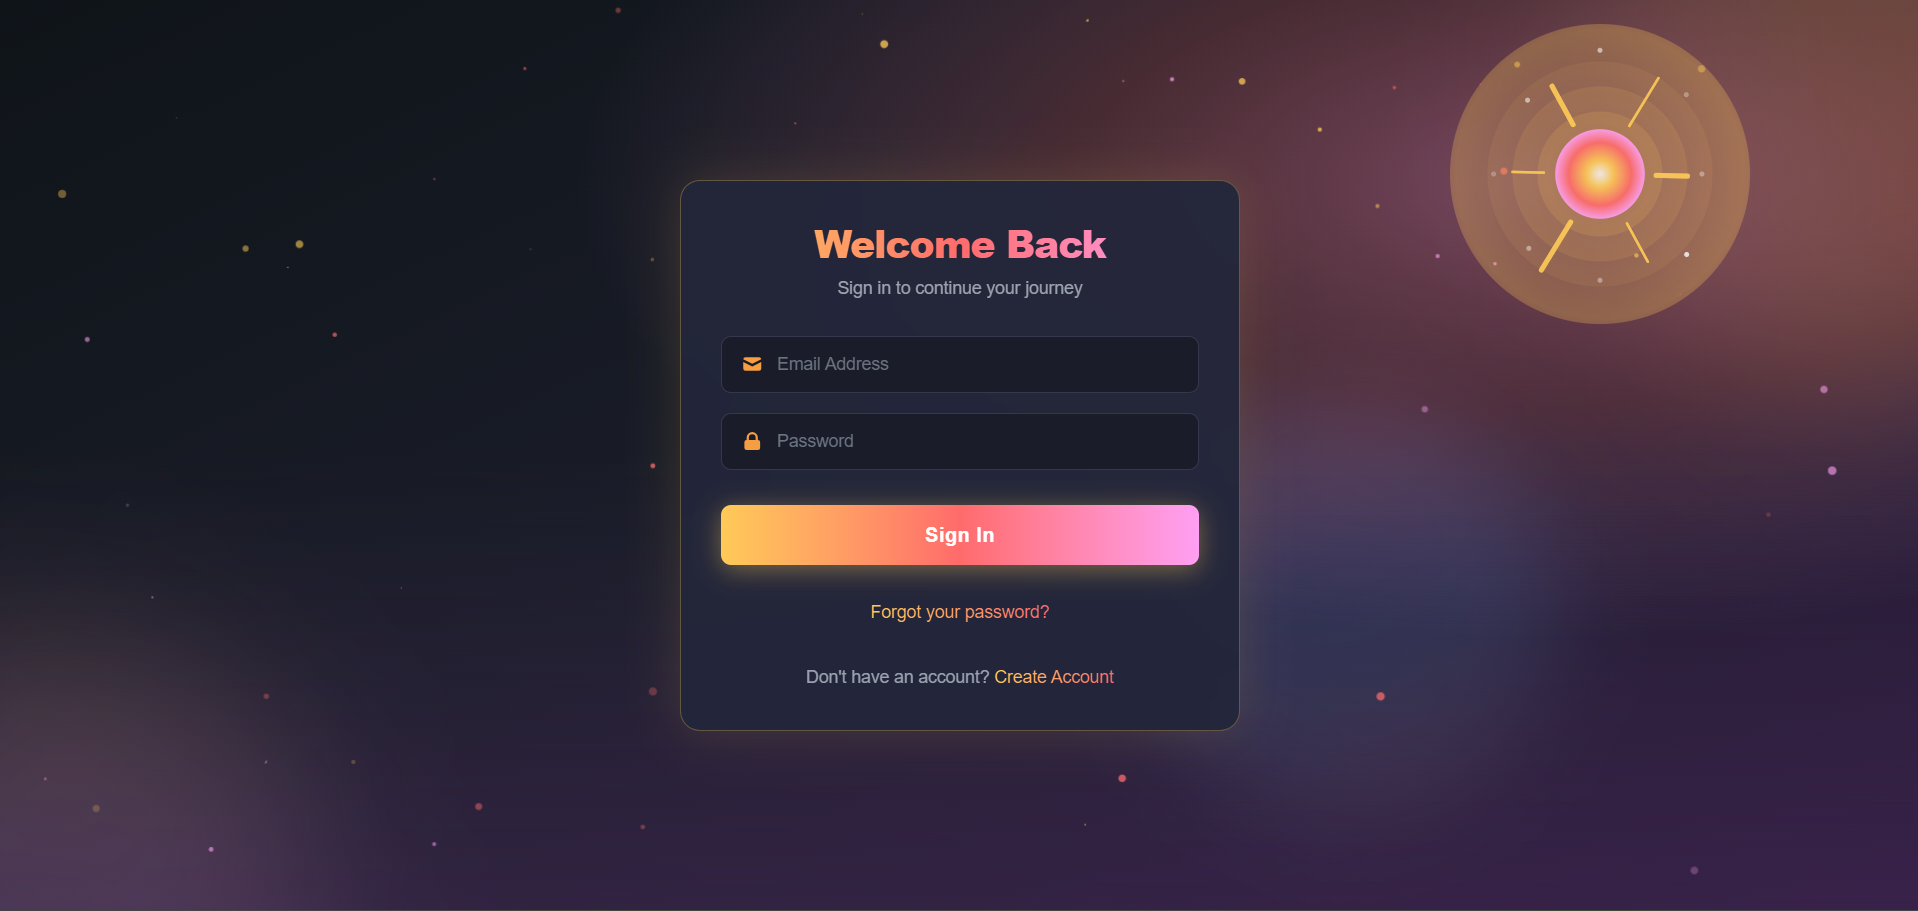 Welcome Back
Sign in to continue your journey
Email Address
Password
Sign In
Forgot your password?
Don't have an account? Create Account